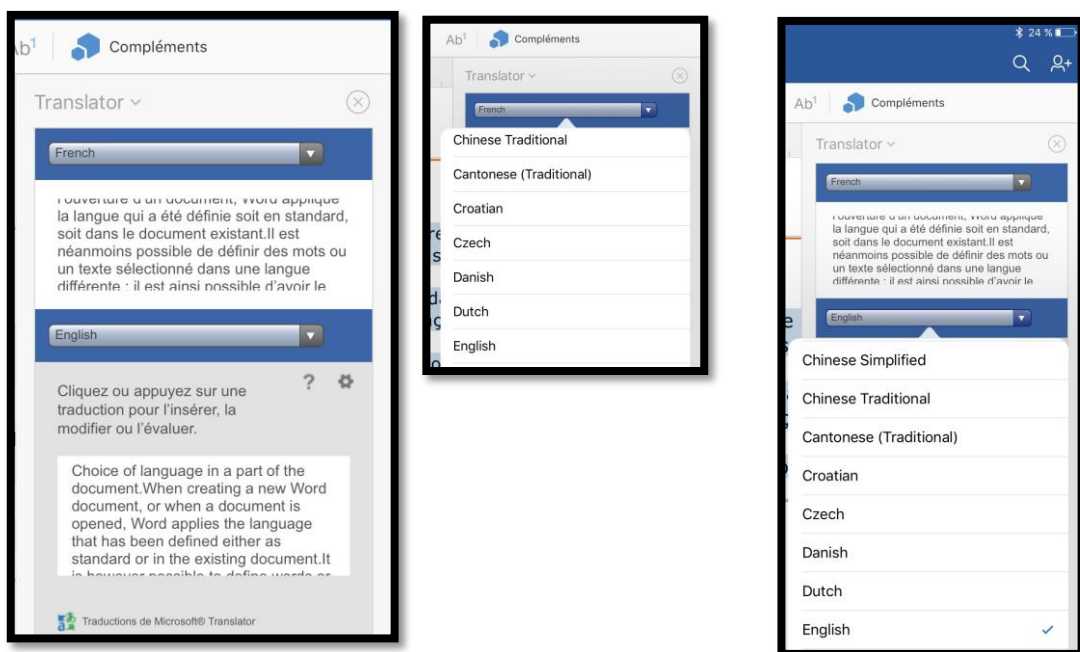 Ab¹ Compléments
Translator
French
l'ouverture d'un document, Word applique
la langue qui a été définie soit en standard,
soit dans le document existant.Il est
néanmoins possible de définir des mots ou
un texte sélectionné dans une langue
différente : il est ainsi possible d'avoir le
English
Cliquez ou appuyez sur une
traduction pour l'insérer, la
modifier ou l'évaluer.
Choice of language in a part of the
document.When creating a new Word
document, or when a document is
opened, Word applies the language
that has been defined either as
standard or in the existing document.It
is however possible to define words or
Traductions de Microsoft® Translator
Ab¹ Compléments
Translator
French
Chinese Traditional
Cantonese (Traditional)
Croatian
Czech
Danish
Dutch
English
24 %
Ab¹ Compléments
Translator
French
l'ouverture d'un document, Word applique
la langue qui a été définie soit en standard,
soit dans le document existant.Il est
néanmoins possible de définir des mots ou
un texte sélectionné dans une langue
différente : il est ainsi possible d'avoir le
English
Chinese Simplified
Chinese Traditional
Cantonese (Traditional)
Croatian
Czech
Danish
Dutch
English